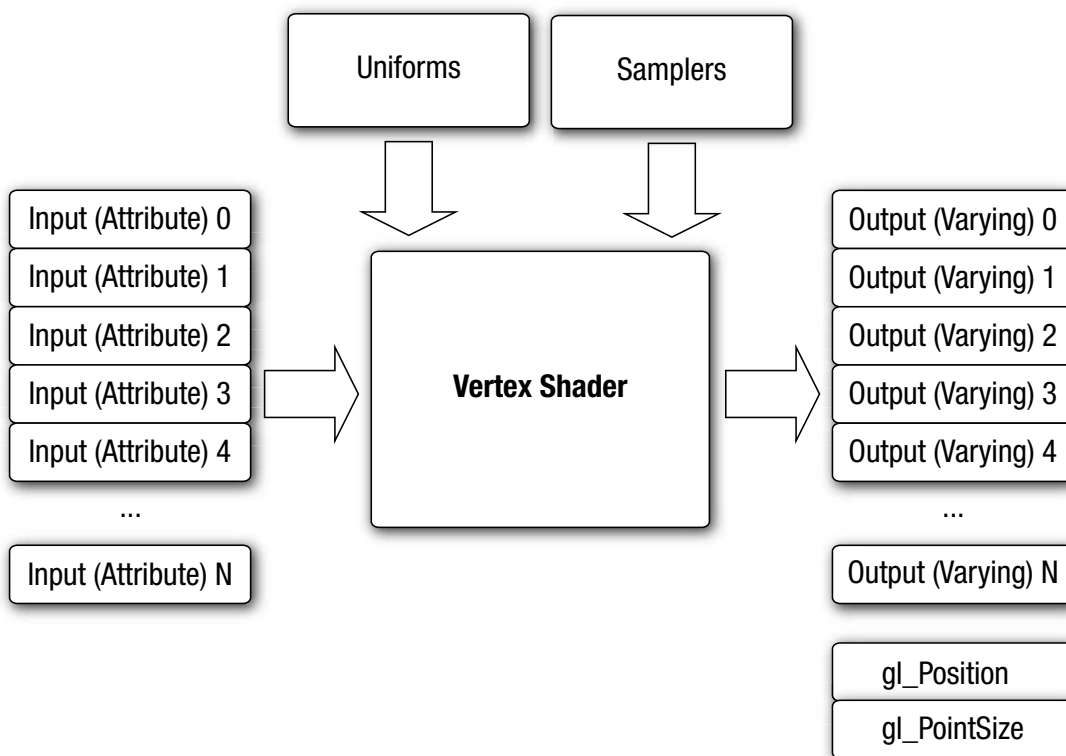 Uniforms
Samplers
Input (Attribute) 0
Input (Attribute) 1
Input (Attribute) 2
Input (Attribute) 3
Input (Attribute) 4
...
Input (Attribute) N
Vertex Shader
Output (Varying) 0
Output (Varying) 1
Output (Varying) 2
Output (Varying) 3
Output (Varying) 4
...
Output (Varying) N
gl_Position
gl_PointSize